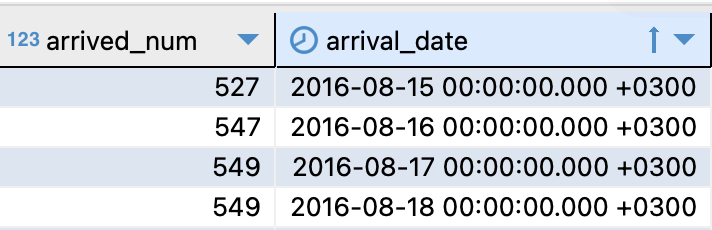 123 arrived_num arrival_date
527 2016-08-15 00:00:00.000 +0300
547 2016-08-16 00:00:00.000 +0300
549 2016-08-17 00:00:00.000 +0300
549 2016-08-18 00:00:00.000 +0300